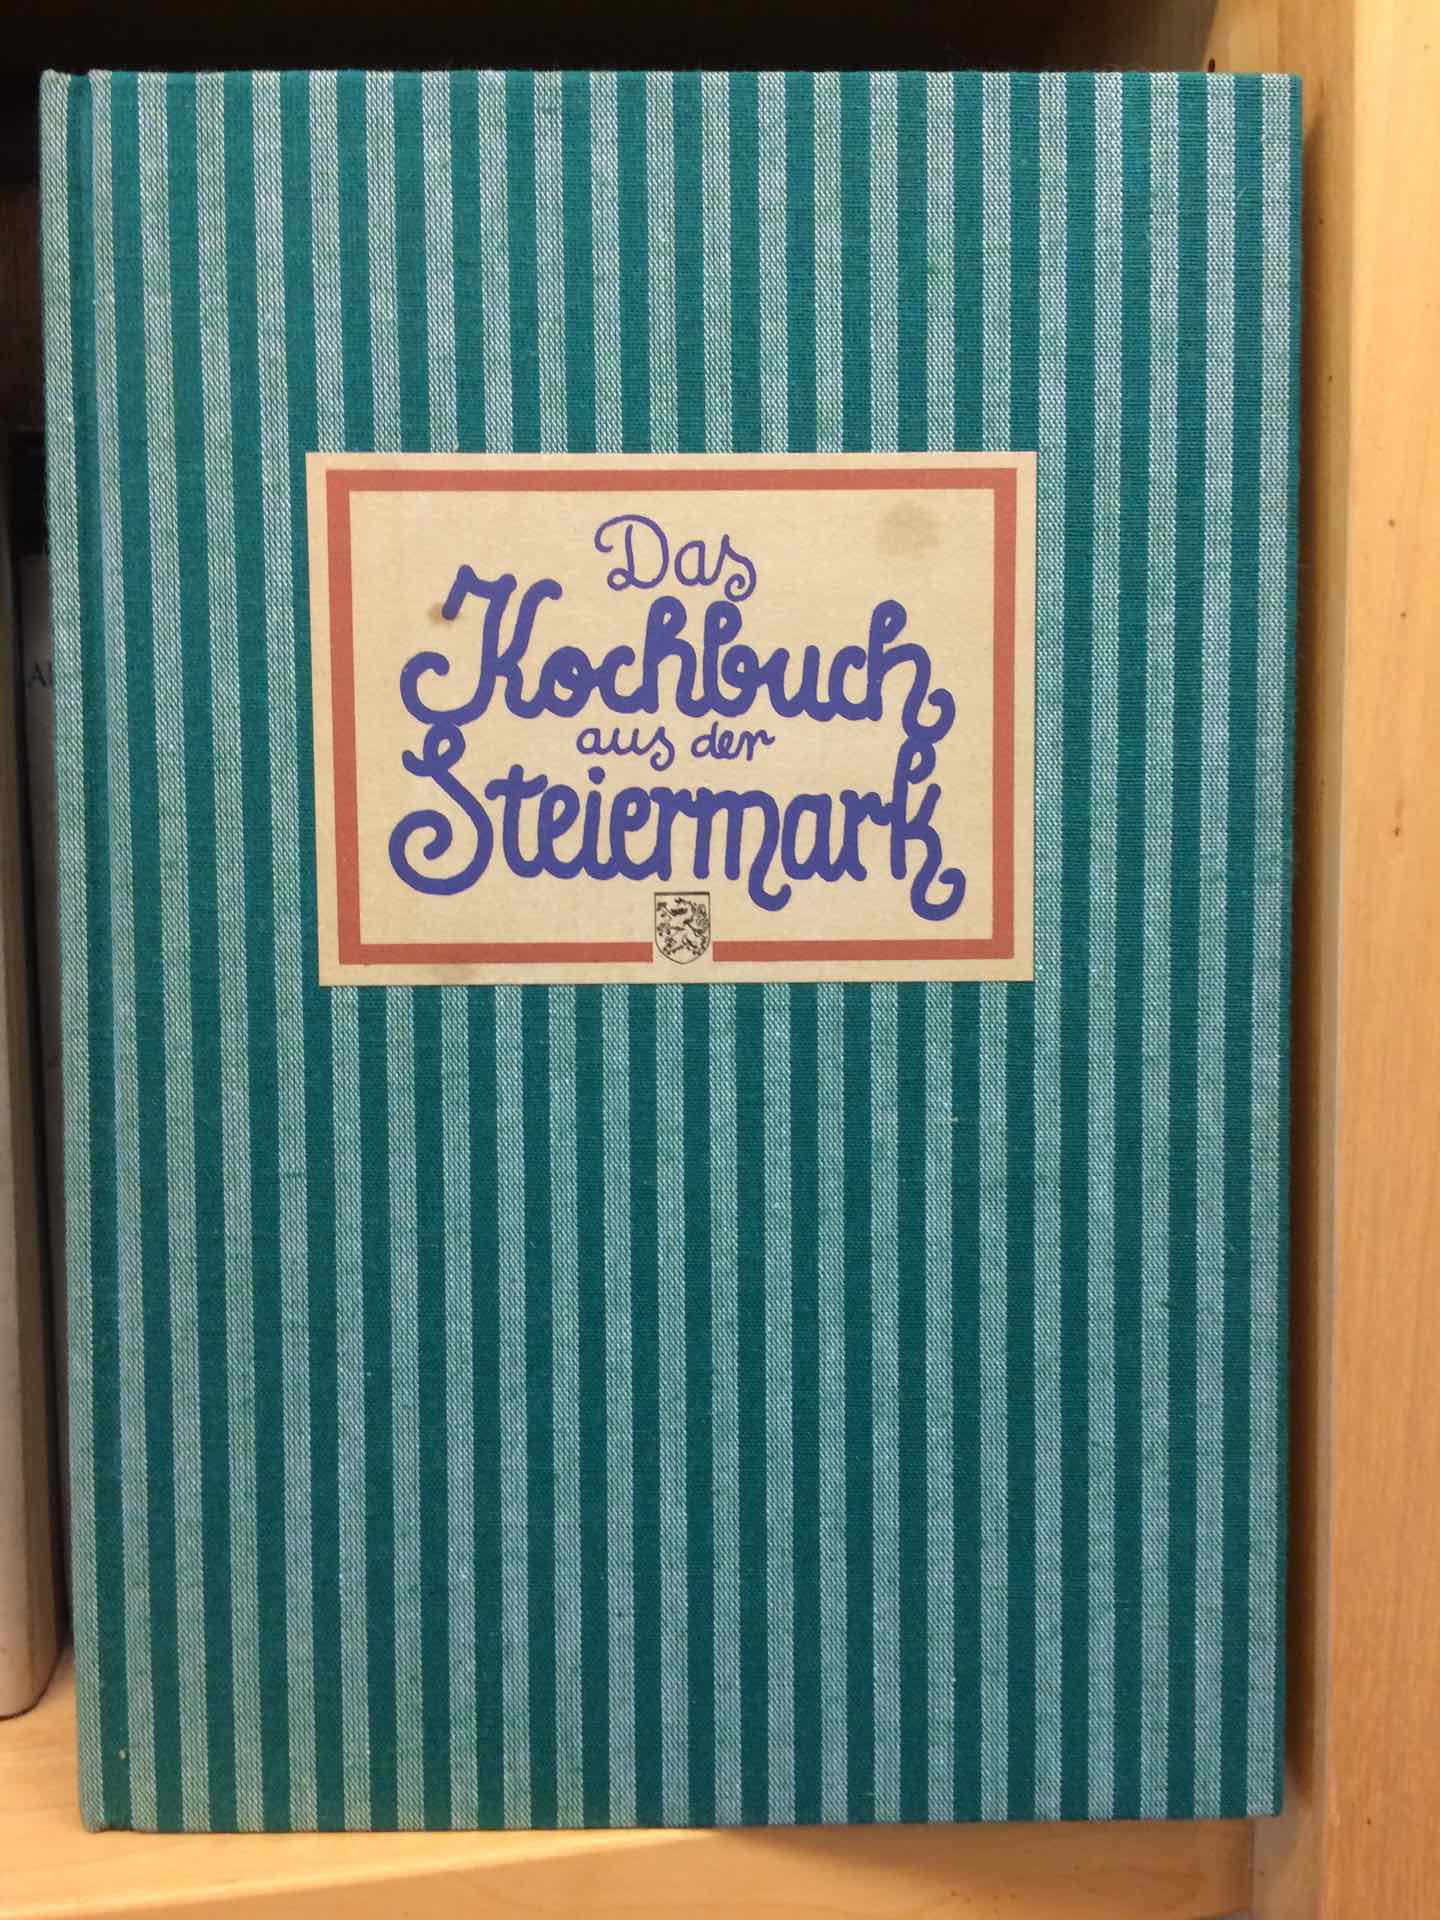 Das
Kochbuch
aus der
Steiermark